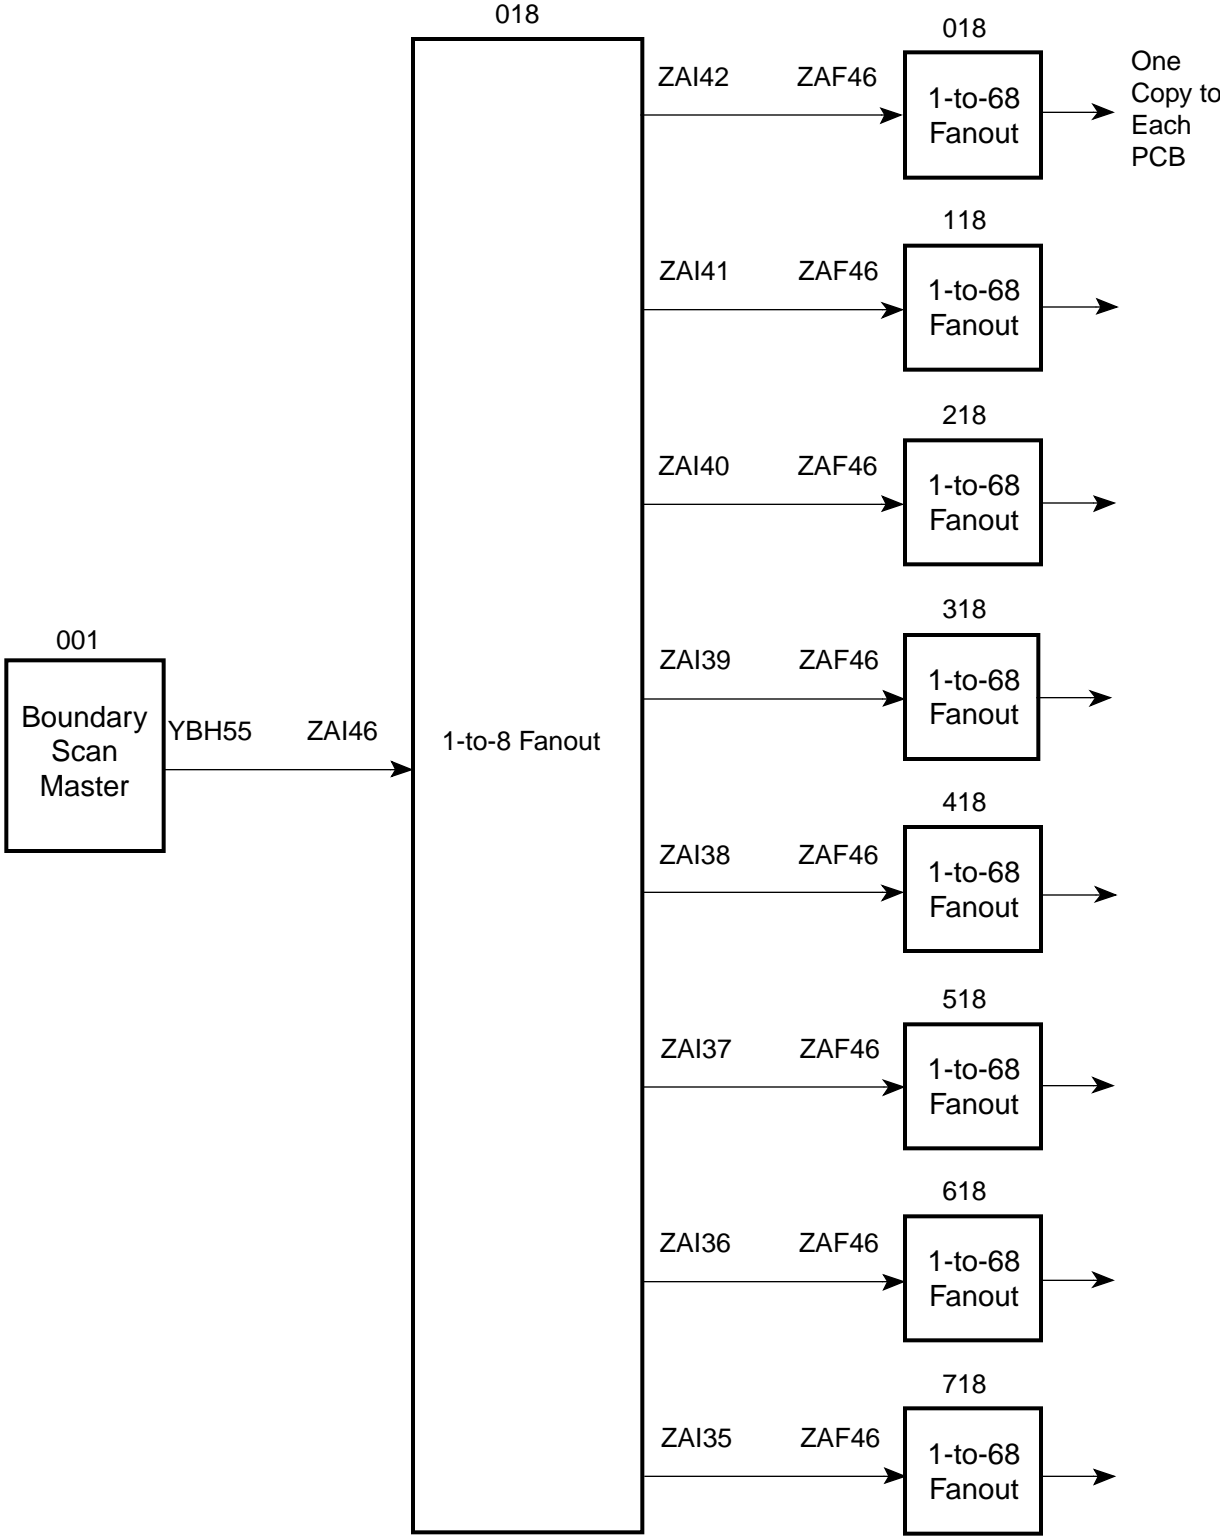 018
018
One
Copy to
Each
PCB
ZAI42 ZAF46
1-to-68
Fanout
118
ZAI41 ZAF46
1-to-68
Fanout
218
ZAI40 ZAF46
1-to-68
Fanout
318
ZAI39 ZAF46
1-to-68
Fanout
001
Boundary
Scan
Master
YBH55 ZAI46
1-to-8 Fanout
418
ZAI38 ZAF46
1-to-68
Fanout
518
ZAI37 ZAF46
1-to-68
Fanout
618
ZAI36 ZAF46
1-to-68
Fanout
718
ZAI35 ZAF46
1-to-68
Fanout